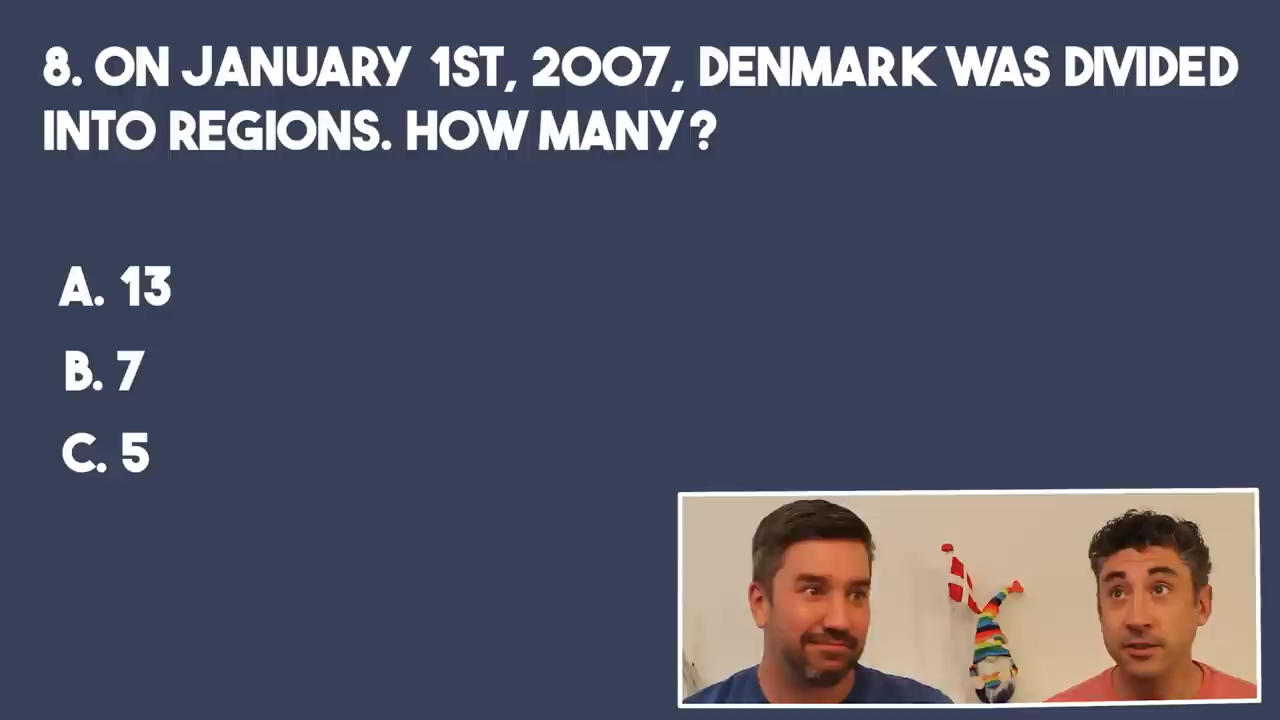 8. ON JANUARY 1ST, 2007, DENMARK WAS DIVIDED
INTO REGIONS. HOW MANY?
A. 13
B. 7
C. 5